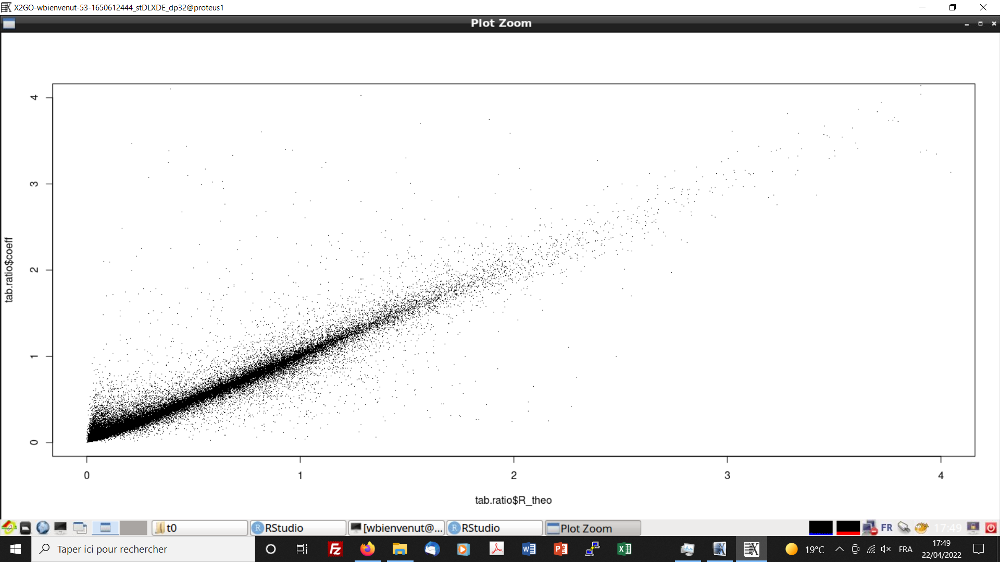 X2GO-wbienvenut-53-1650612444_stDLXDE_dp32@proteus1
Plot Zoom
4
3
2
1
0
tab.ratio$coeff
0 1 2 3 4
tab.ratio$R_theo
t0
RStudio
[wbienvenut@...
RStudio
Plot Zoom
FR
17:49
Taper ici pour rechercher
19°C
FRA
17:49
22/04/2022